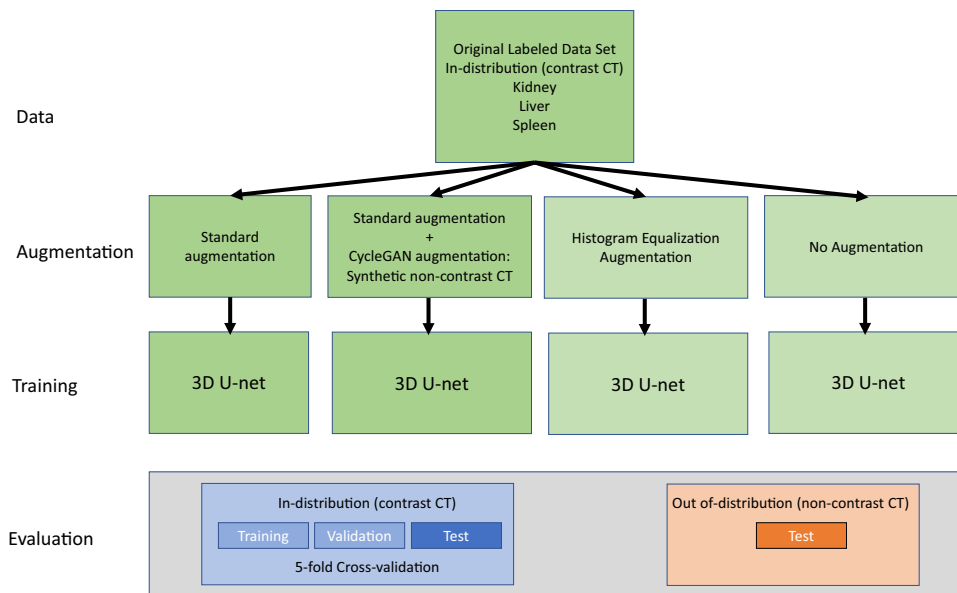 Original Labeled Data Set
In-distribution (contrast CT)
Kidney
Liver
Spleen
Data
Augmentation
Standard
augmentation
Standard augmentation
+
CycleGAN augmentation:
Synthetic non-contrast CT
Histogram Equalization
Augmentation
No Augmentation
Training
3D U-net
3D U-net
3D U-net
3D U-net
Evaluation
In-distribution (contrast CT)
Training
Validation
Test
5-fold Cross-validation
Out of-distribution (non-contrast CT)
Test